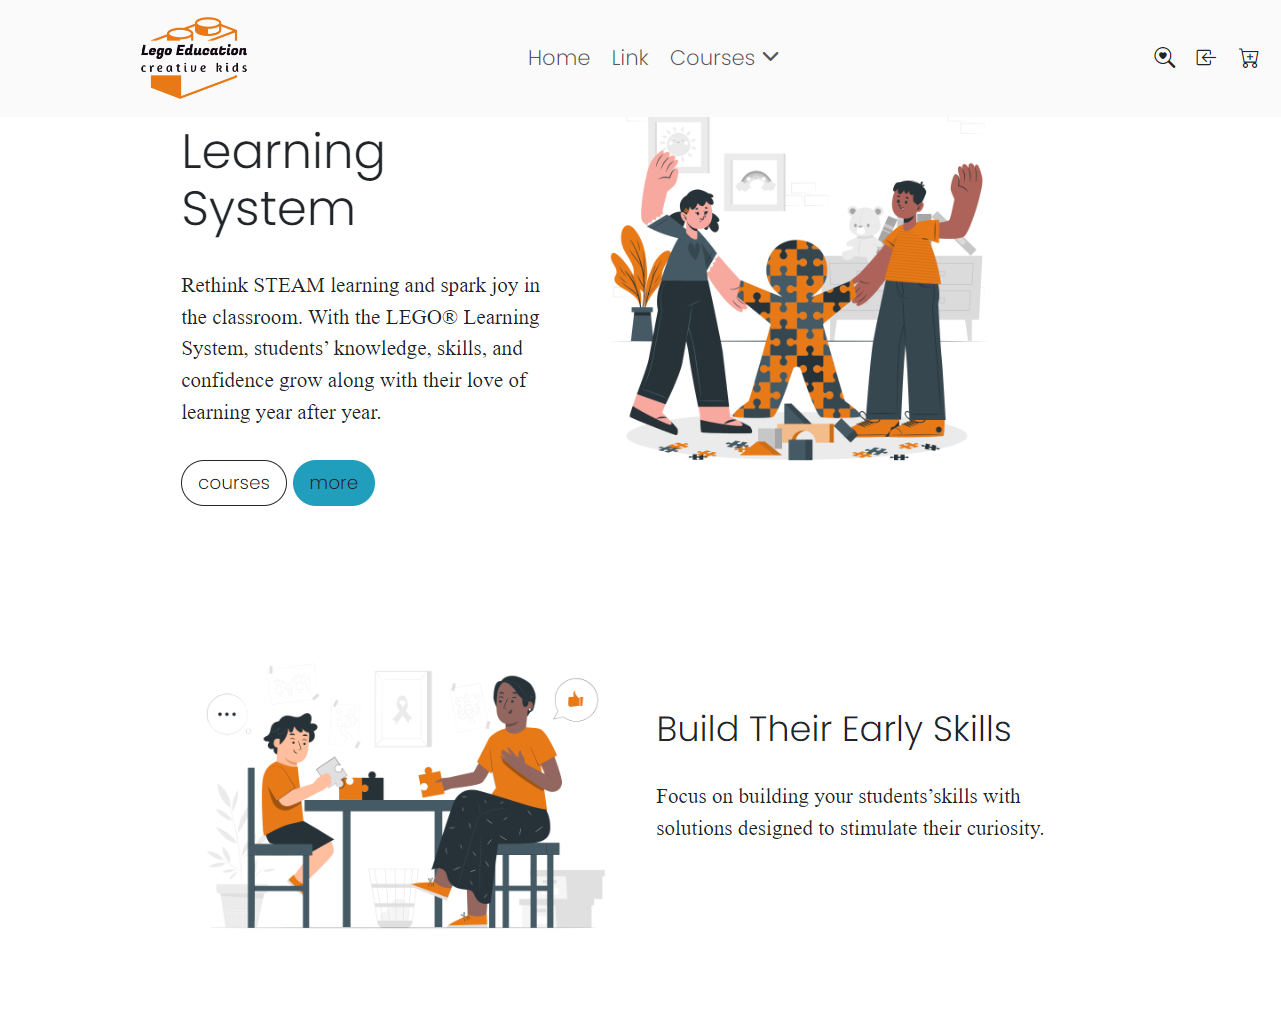 Lego Education
creative kids
Home Link Courses
Learning
System
Rethink STEAM learning and spark joy in
the classroom. With the LEGO® Learning
System, students’ knowledge, skills, and
confidence grow along with their love of
learning year after year.
courses more
Build Their Early Skills
Focus on building your students’skills with
solutions designed to stimulate their curiosity.